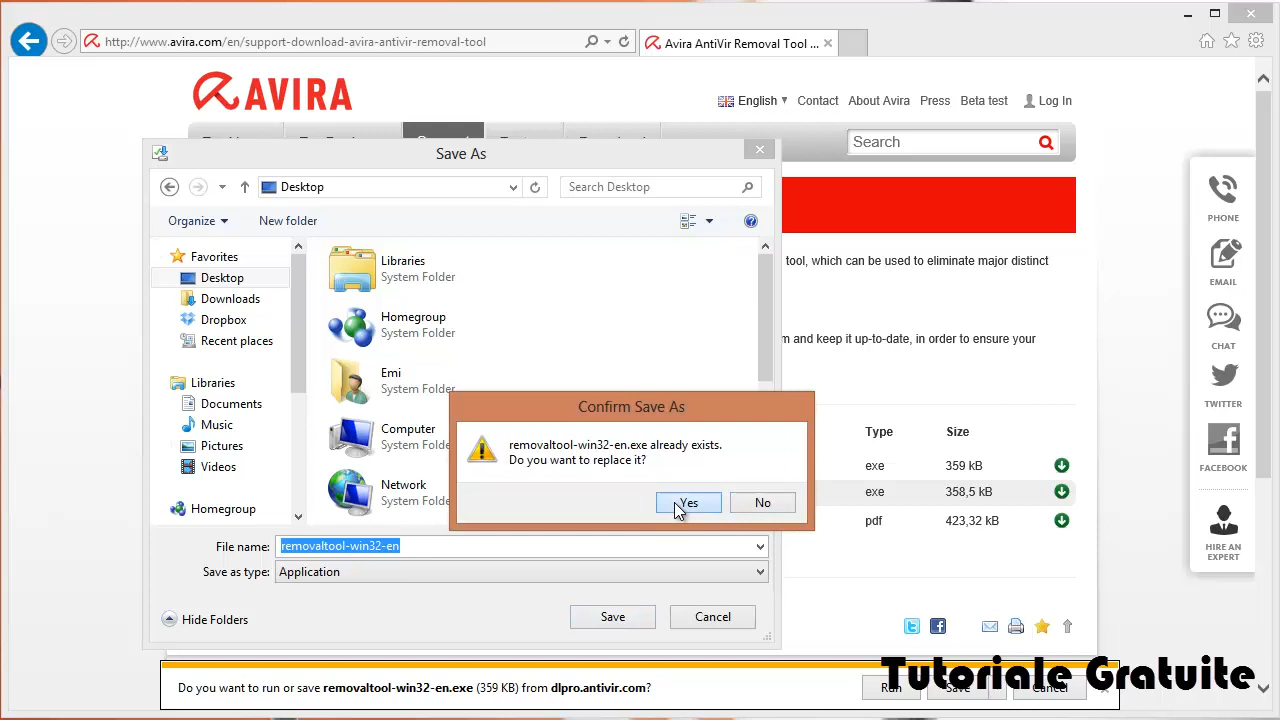 http://www.avira.com/en/support-download-avira-antivir-removal-tool
Avira AntiVir Removal Tool ...
AVIRA
English
Contact
About Avira
Press
Beta test
Log In
Search
Save As
Desktop
Search Desktop
Organize
New folder
Favorites
Desktop
Downloads
Dropbox
Recent places
Libraries
Documents
Music
Pictures
Videos
Homegroup
Libraries
System Folder
Homegroup
System Folder
Emi
System Folder
Computer
Network
System Folder
tool, which can be used to eliminate major distinct
and keep it up-to-date, in order to ensure your
Type Size
exe 359 kB
exe 358,5 kB
pdf 423,32 kB
Confirm Save As
removaltool-win32-en.exe already exists.
Do you want to replace it?
Yes
No
File name: removaltool-win32-en
Save as type: Application
Hide Folders
Save
Cancel
PHONE
EMAIL
CHAT
TWITTER
FACEBOOK
HIRE AN
EXPERT
Do you want to run or save removaltool-win32-en.exe (359 KB) from dlpro.antivir.com?
Run
Save
Cancel
Tutoriale Gratuite